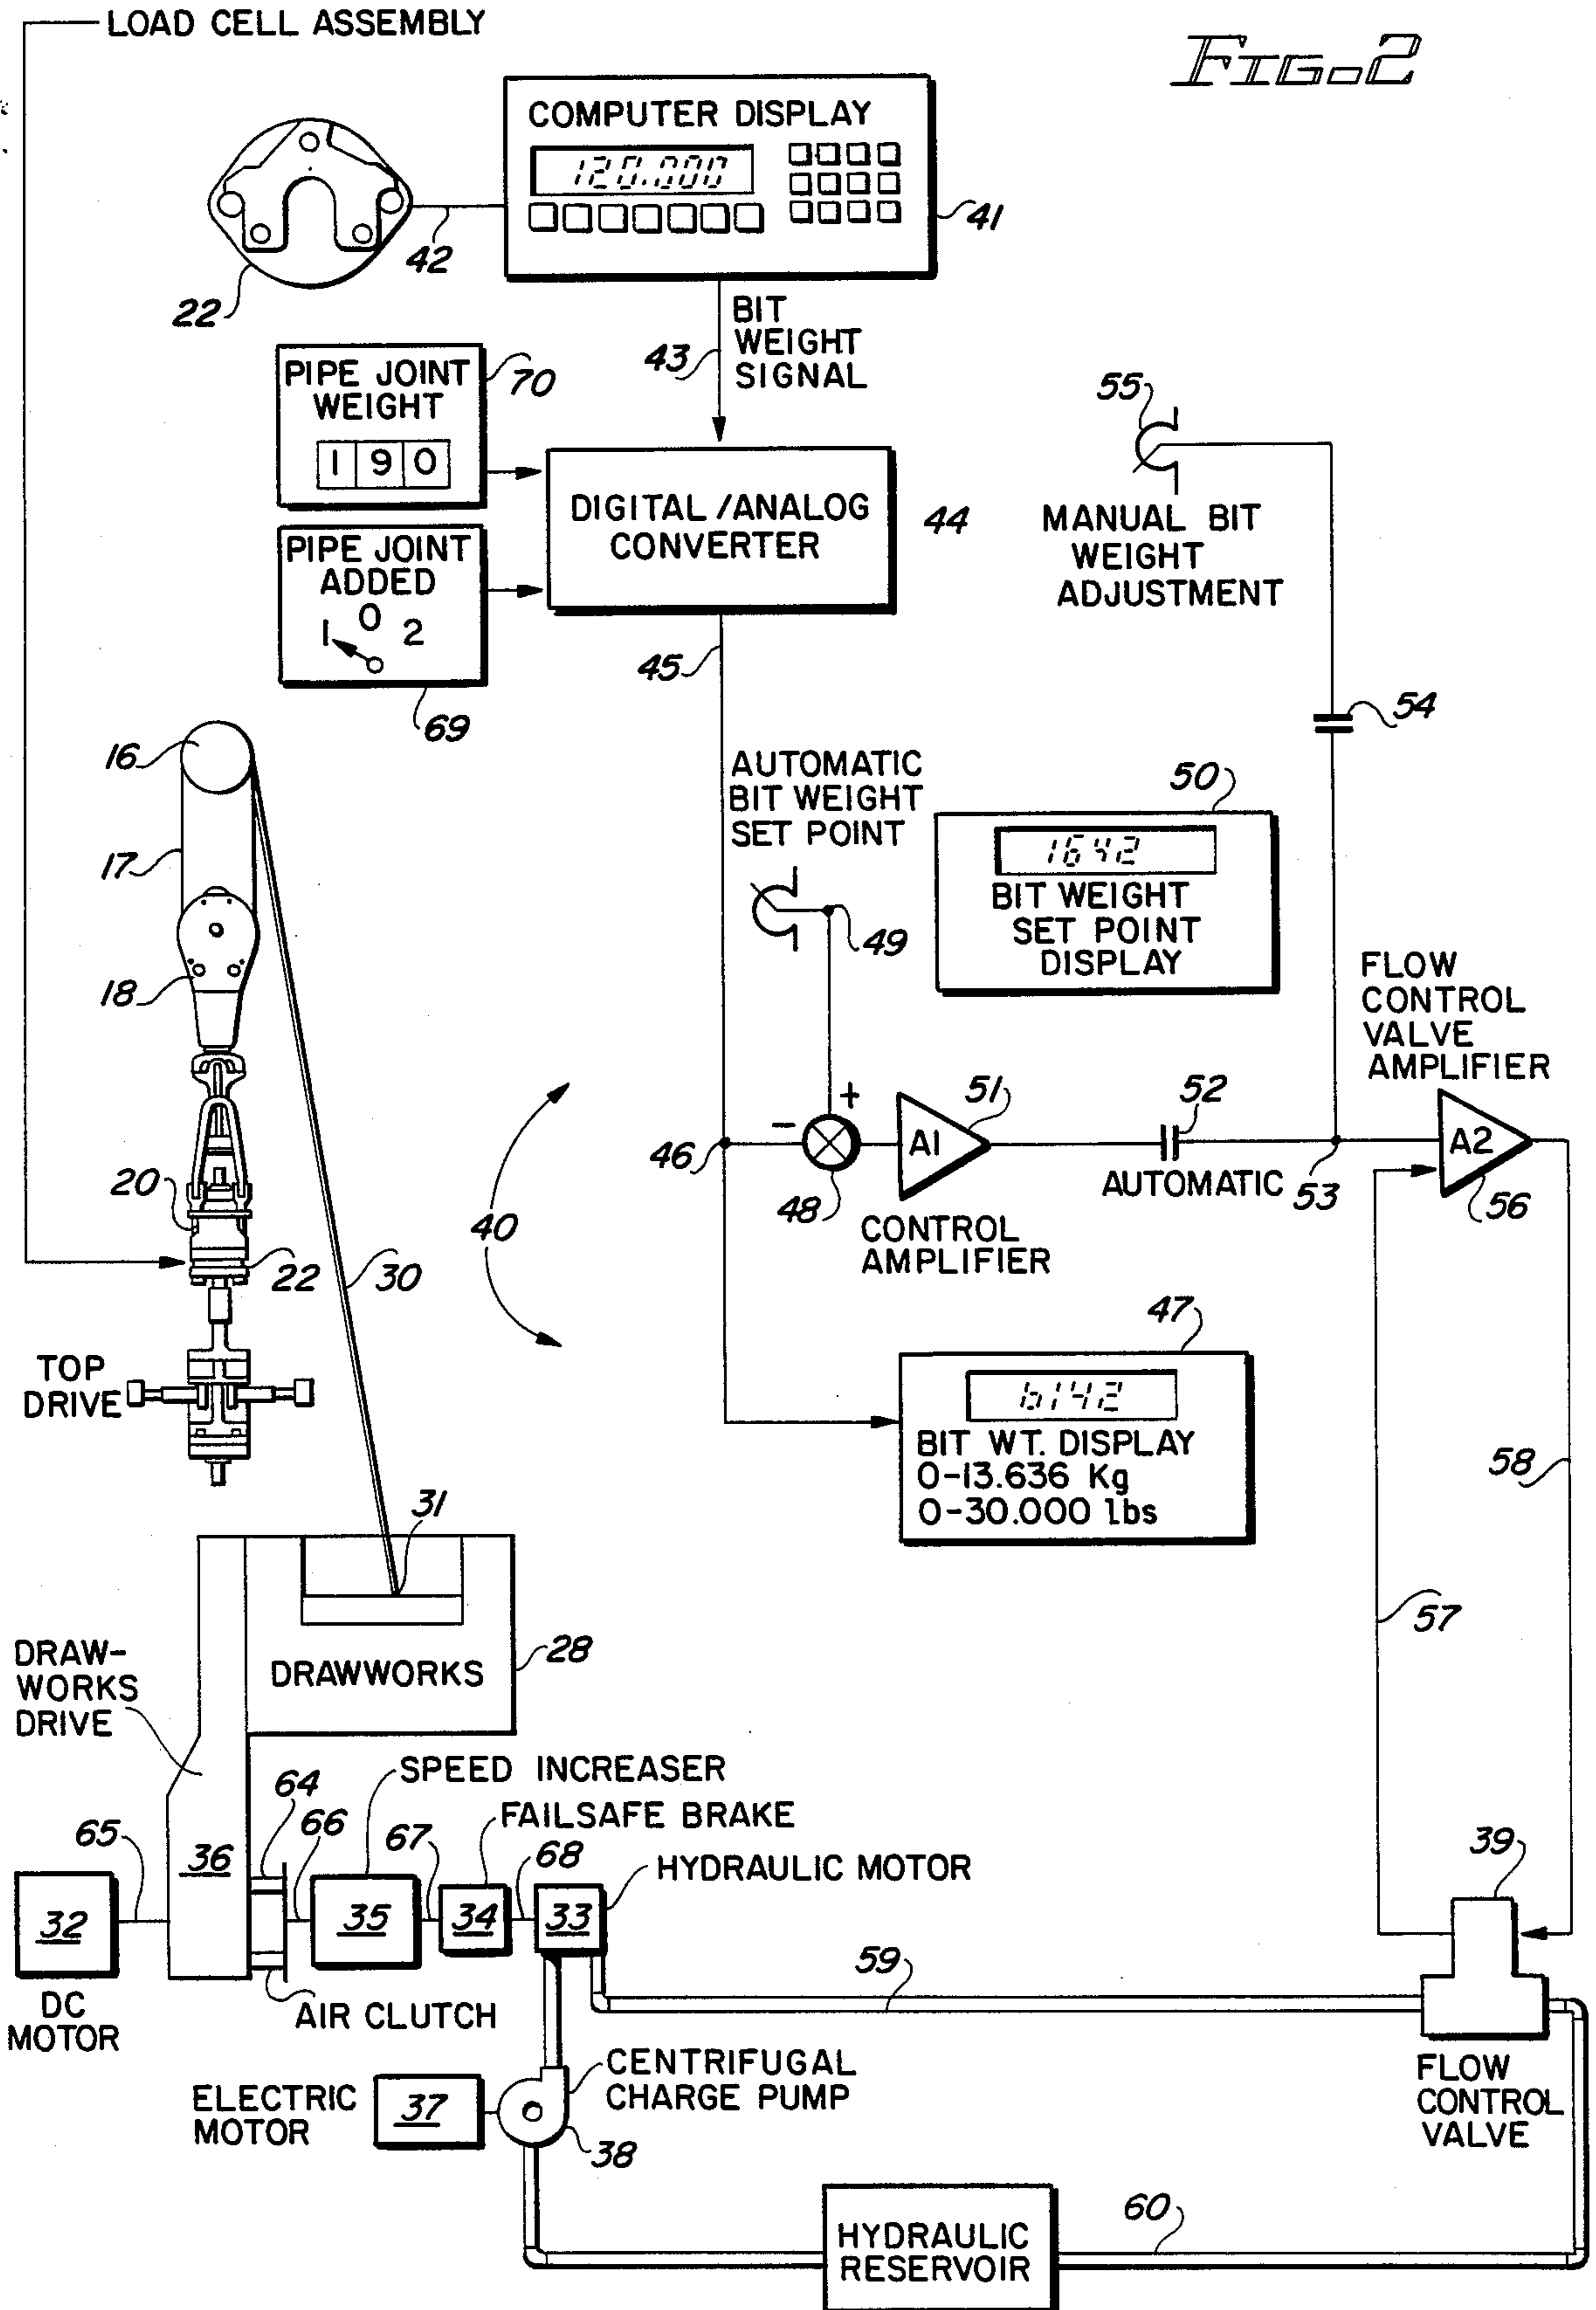 LOAD CELL ASSEMBLY
FIG. 2
COMPUTER DISPLAY
120.000
41
42
22
BIT
WEIGHT
SIGNAL
43
PIPE JOINT
WEIGHT
190
70
55
DIGITAL/ANALOG
CONVERTER
44
MANUAL BIT
WEIGHT
ADJUSTMENT
PIPE JOINT
ADDED
1 0 2
69
45
54
16
AUTOMATIC
BIT WEIGHT
SET POINT
50
1642
BIT WEIGHT
SET POINT
DISPLAY
17
49
18
FLOW
CONTROL
VALVE
AMPLIFIER
+
-
46
48
A1
51
52
AUTOMATIC
53
A2
56
CONTROL
AMPLIFIER
20
40
22
30
47
6142
BIT WT. DISPLAY
0-13.636 Kg
0-30.000 lbs
TOP
DRIVE
58
57
31
DRAWWORKS
28
DRAW-
WORKS
DRIVE
SPEED INCREASER
64
FAILSAFE BRAKE
65
66
67
68
HYDRAULIC MOTOR
39
36
32
35
34
33
59
DC
MOTOR
AIR CLUTCH
CENTRIFUGAL
CHARGE PUMP
FLOW
CONTROL
VALVE
ELECTRIC
MOTOR
37
38
HYDRAULIC
RESERVOIR
60